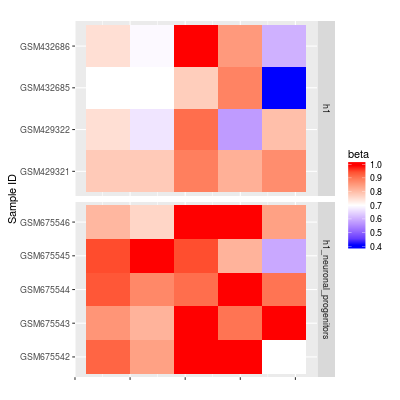 GSM432686
GSM432685
GSM429322
GSM429321
h1
GSM675546
GSM675545
GSM675544
GSM675543
GSM675542
h1_neuronal_progenitors
Sample ID
beta
1.0
0.9
0.8
0.7
0.6
0.5
0.4